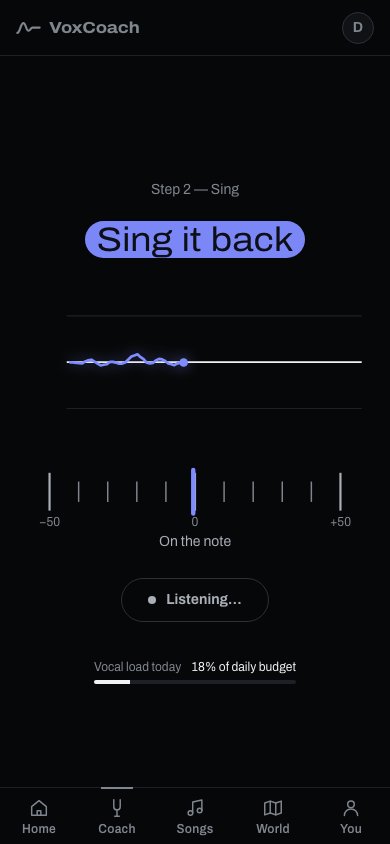 VoxCoach
D
Step 2 — Sing
Sing it back
−50
0
+50
On the note
Listening...
Vocal load today 18% of daily budget
Home Coach Songs World You